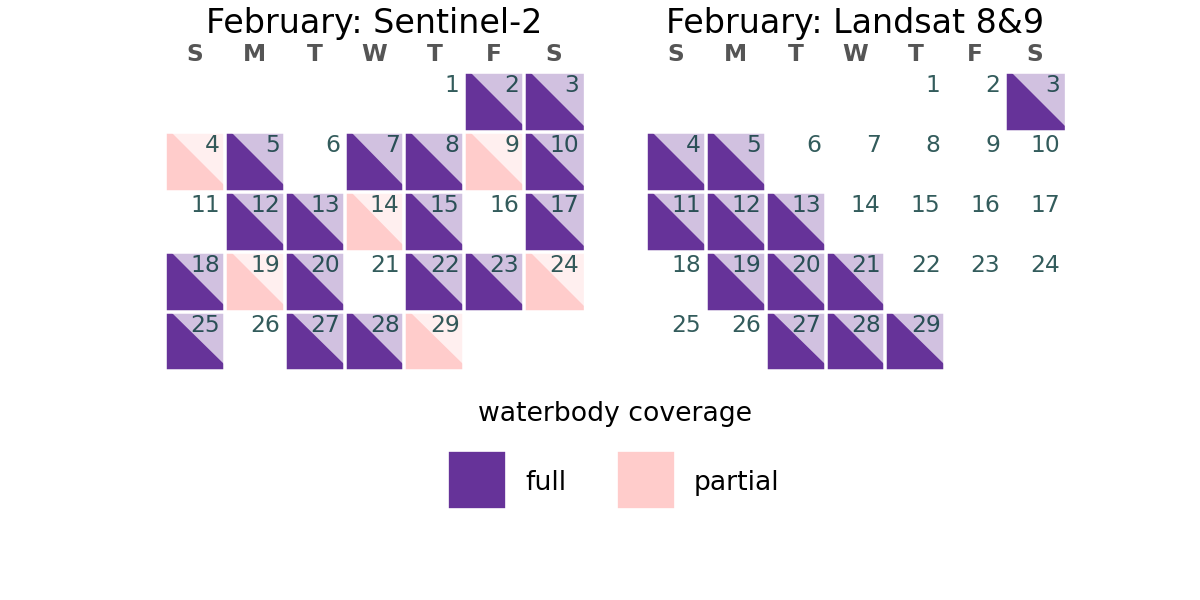 February: Sentinel-2
S M T W T F S
1 2 3
4 5 6 7 8 9 10
11 12 13 14 15 16 17
18 19 20 21 22 23 24
25 26 27 28 29
February: Landsat 8&9
S M T W T F S
1 2 3
4 5 6 7 8 9 10
11 12 13 14 15 16 17
18 19 20 21 22 23 24
25 26 27 28 29
waterbody coverage
full partial